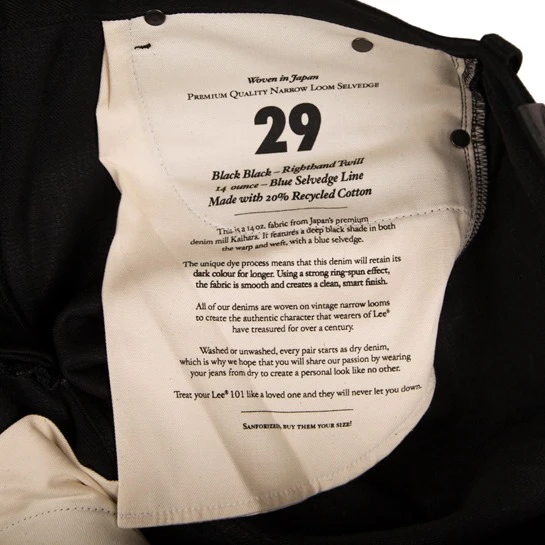 Woven in Japan
Premium Quality Narrow Loom Selvedge
29
Black Black – Righthand Twill
14 ounce – Blue Selvedge Line
Made with 20% Recycled Cotton
This is a 14 oz. fabric from Japan's premium
denim mill Kaihara. It features a deep black shade in both
the warp and weft, with a blue selvedge.
The unique dye process means that this denim will retain its
dark colour for longer. Using a strong ring-spun effect,
the fabric is smooth and creates a clean, smart finish.
All of our denims are woven on vintage narrow looms
to create the authentic character that wearers of Lee®
have treasured for over a century.
Washed or unwashed, every pair starts as dry denim,
which is why we hope that you will share our passion by wearing
your jeans from dry to create a personal look like no other.
Treat your Lee® 101 like a loved one and they will never let you down.
Sanforized, buy them your size!